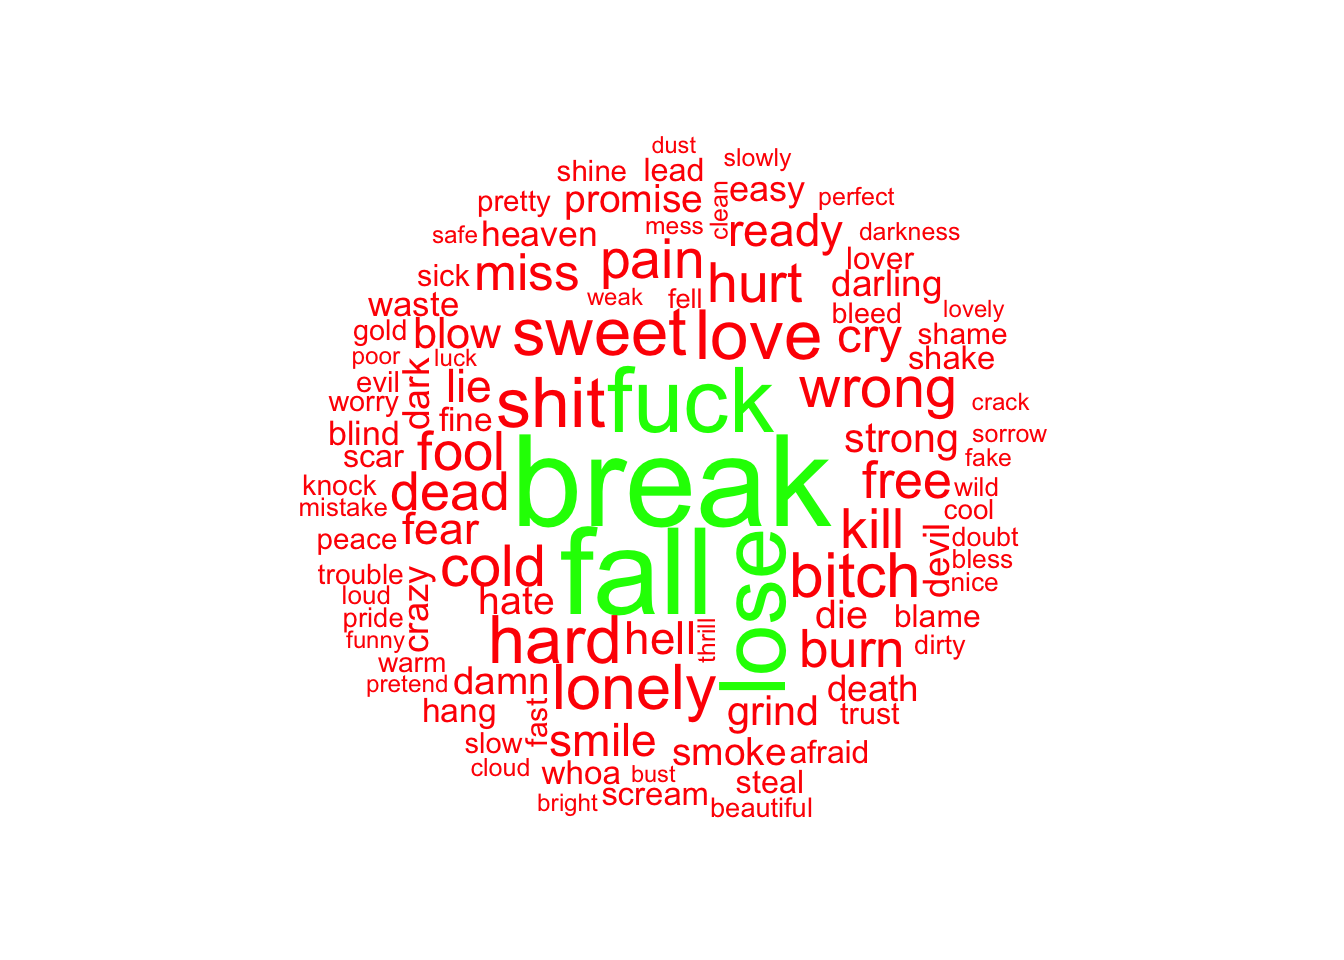 dust
slowly
shine
lead
easy
clean
perfect
pretty
promise
mess
ready
darkness
safe
heaven
pain
lover
sick
miss
hurt
darling
weak
fell
waste
bleed
lovely
gold
blow
sweet
love
cry
shame
poor
luck
shake
evil
dark
lie
shit
fuck
wrong
worry
fine
crack
blind
strong
sorrow
scar
fool
break
fake
knock
dead
free
wild
mistake
cool
peace
fear
kill
devil
doubt
trouble
cold
fall
lose
bitch
bless
nice
loud
crazy
hate
pride
die
blame
funny
hard
hell
thrill
burn
dirty
warm
pretend
damn
lonely
death
hang
fast
grind
trust
slow
smile
smoke
afraid
cloud
whoa
bust
steal
bright
scream
beautiful